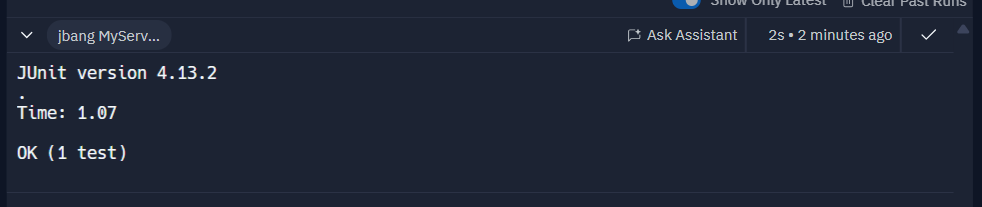 Show Only Latest Clear Past Runs
jbang MyServ... Ask Assistant 2s • 2 minutes ago
JUnit version 4.13.2
.
Time: 1.07
OK (1 test)